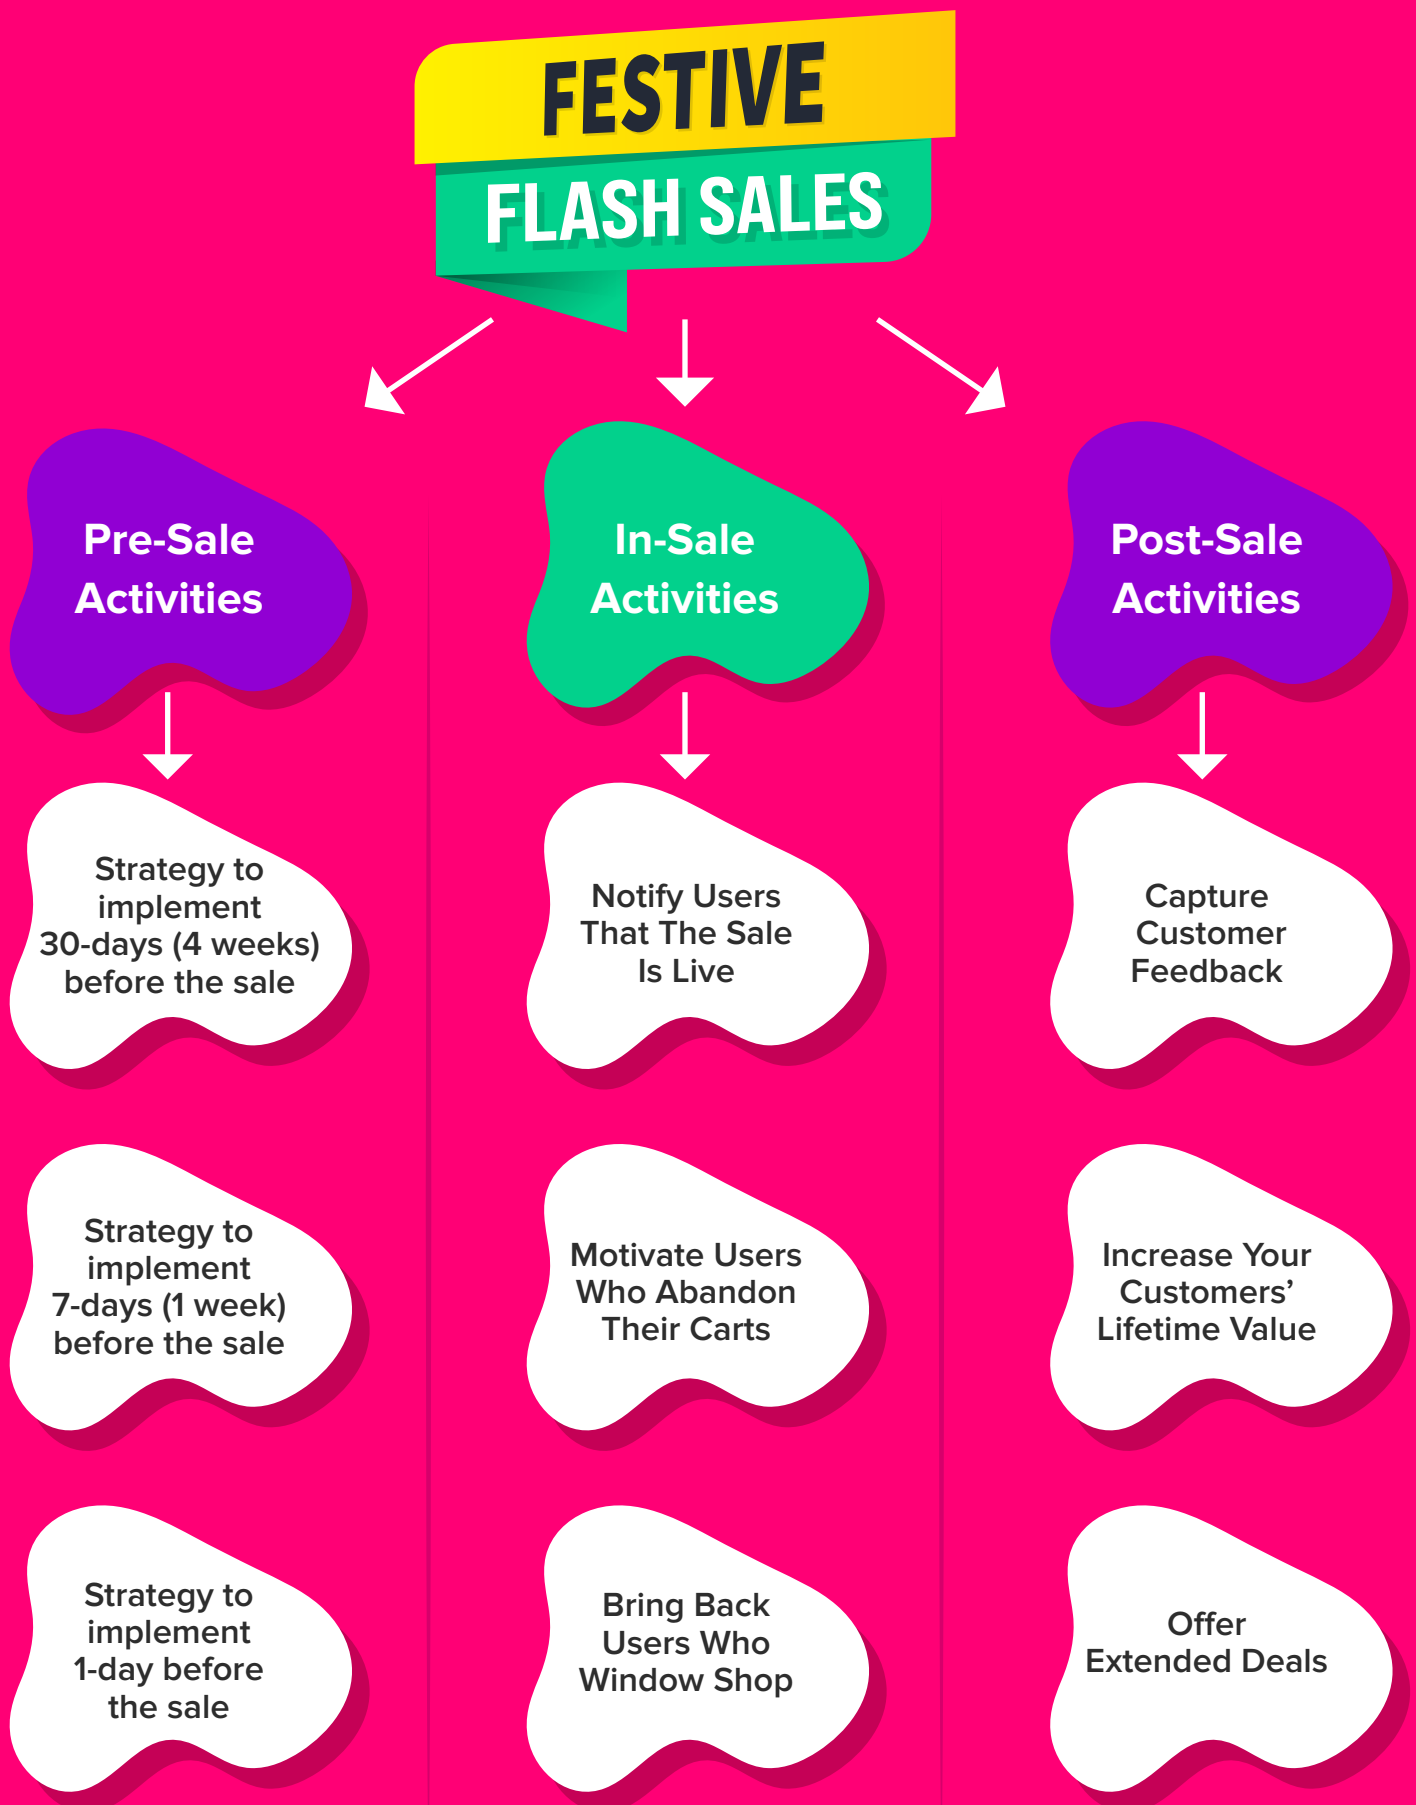 FESTIVE
FLASH SALES
Pre-Sale
Activities
Strategy to
implement
30-days (4 weeks)
before the sale
Strategy to
implement
7-days (1 week)
before the sale
Strategy to
implement
1-day before
the sale
In-Sale
Activities
Notify Users
That The Sale
Is Live
Motivate Users
Who Abandon
Their Carts
Bring Back
Users Who
Window Shop
Post-Sale
Activities
Capture
Customer
Feedback
Increase Your
Customers’
Lifetime Value
Offer
Extended Deals